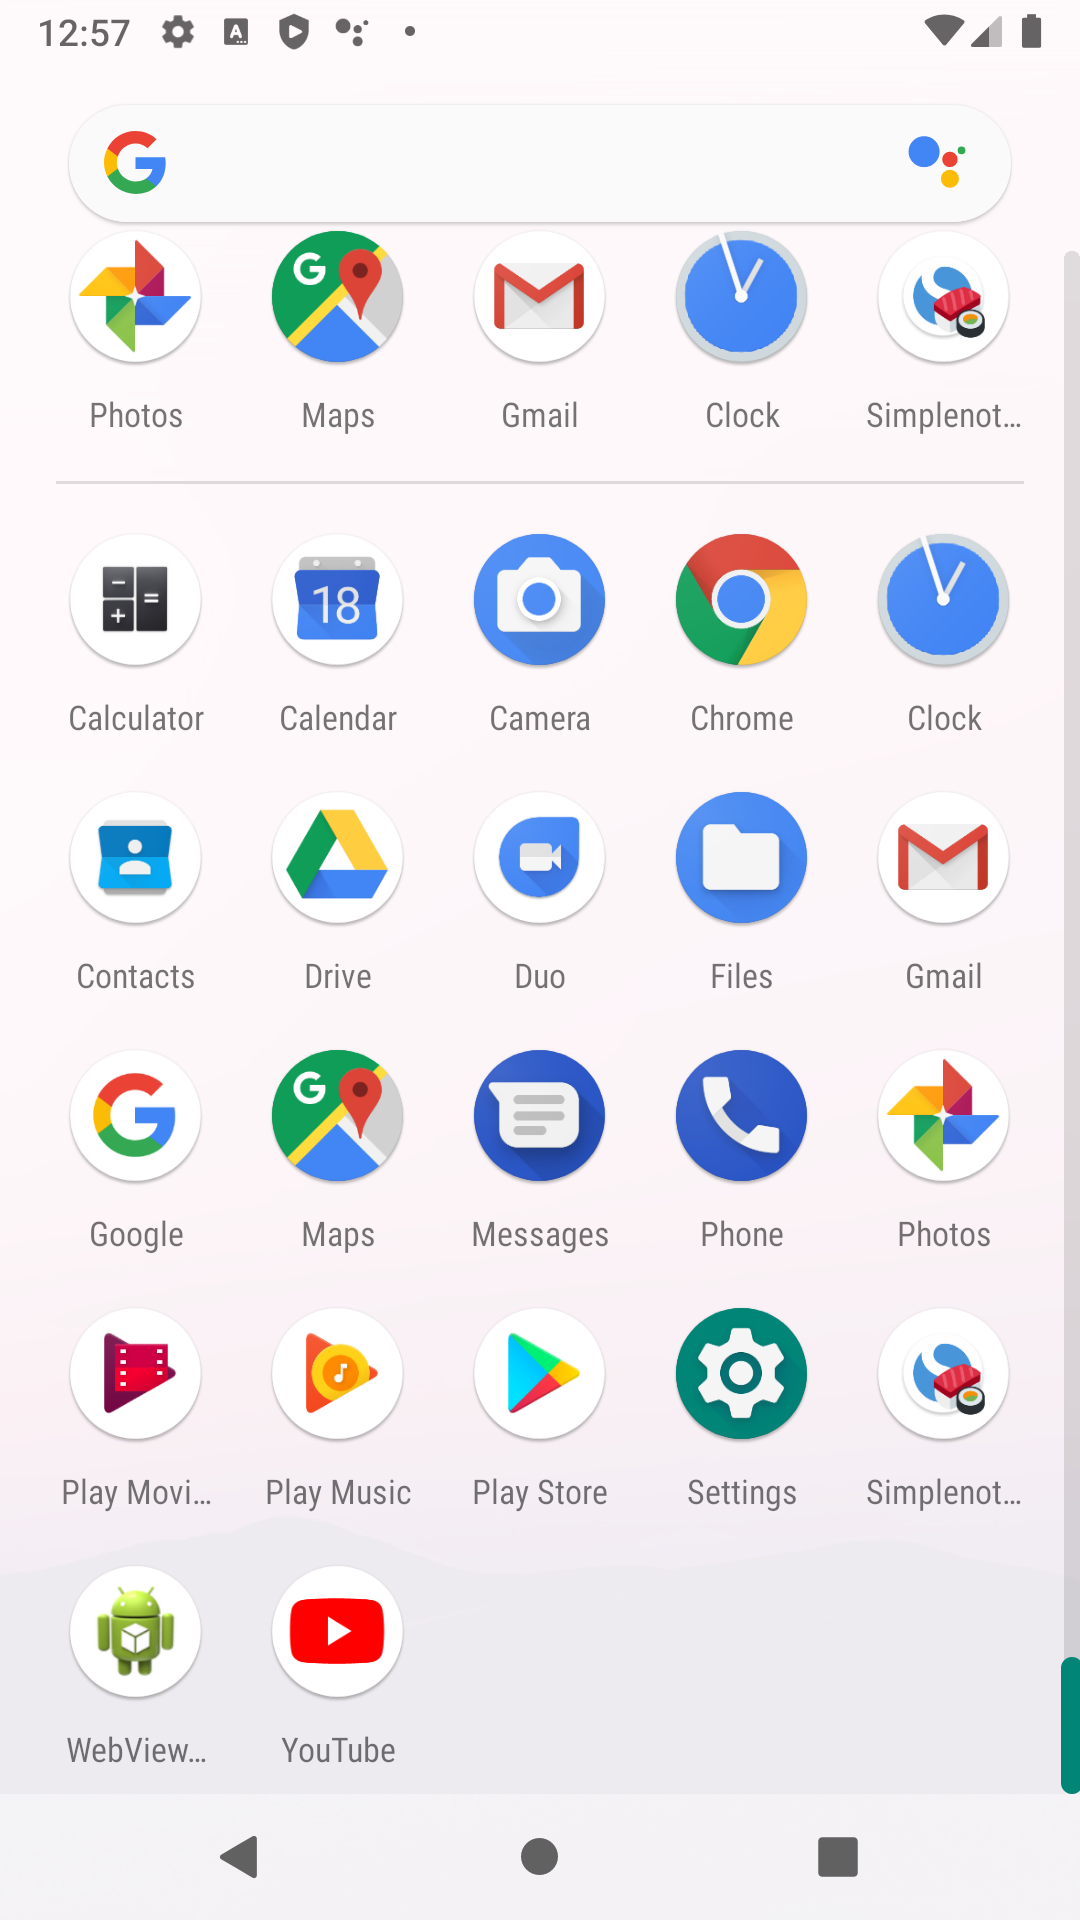 12:57
Photos Maps Gmail Clock Simplenot...
Calculator Calendar Camera Chrome Clock
18
Contacts Drive Duo Files Gmail
Google Maps Messages Phone Photos
Play Movi... Play Music Play Store Settings Simplenot...
WebView... YouTube